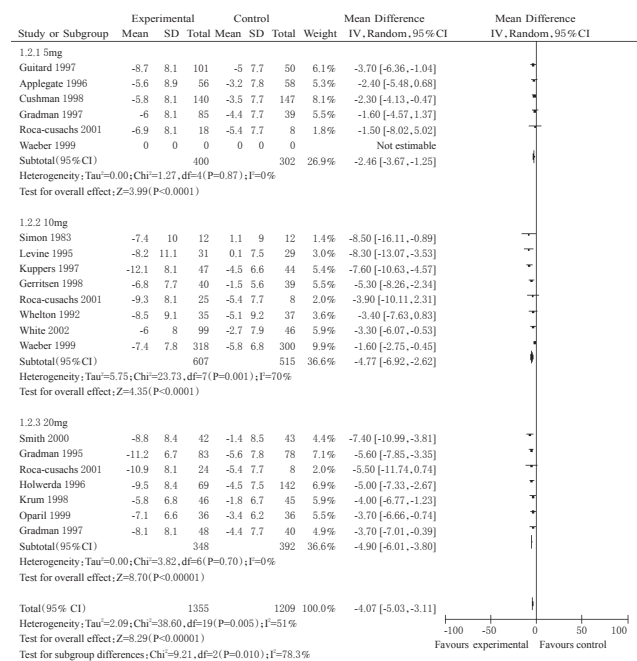 Experimental Control Mean Difference Mean Difference
Study or Subgroup Mean SD Total Mean SD Total Weight IV,Random,95%CI IV,Random,95%CI
1.2.1 5mg
Guitard 1997 -8.7 8.1 101 -5 7.7 50 6.1% -3.70 [-6.36,-1.04]
Applegate 1996 -5.6 8.9 56 -3.2 7.8 58 5.3% -2.40 [-5.48,0.68]
Cushman 1998 -5.8 8.1 140 -3.5 7.7 147 8.2% -2.30 [-4.13,-0.47]
Gradman 1997 -6 8.1 85 -4.4 7.7 39 5.5% -1.60 [-4.57,1.37]
Roca-cusachs 2001 -6.9 8.1 18 -5.4 7.7 8 1.8% -1.50 [-8.02,5.02]
Waeber 1999 0 0 0 0 0 0 Not estimable
Subtotal(95%CI) 400 302 26.9% -2.46 [-3.67,-1.25]
Heterogeneity:Tau²=0.00;Chi²=1.27,df=4(P=0.87);I²=0%
Test for overall effect:Z=3.99(P<0.0001)
1.2.2 10mg
Simon 1983 -7.4 10 12 1.1 9 12 1.4% -8.50 [-16.11,-0.89]
Levine 1995 -8.2 11.1 31 0.1 7.5 29 3.0% -8.30 [-13.07,-3.53]
Kuppers 1997 -12.1 8.1 47 -4.5 6.6 44 5.4% -7.60 [-10.63,-4.57]
Gerritsen 1998 -6.8 7.7 40 -1.5 5.6 39 5.5% -5.30 [-8.26,-2.34]
Roca-cusachs 2001 -9.3 8.1 25 -5.4 7.7 8 2.0% -3.90 [-10.11,2.31]
Whelton 1992 -8.5 9.1 35 -5.1 9.2 37 3.6% -3.40 [-7.63,0.83]
White 2002 -6 8 99 -2.7 7.9 46 5.9% -3.30 [-6.07,-0.53]
Waeber 1999 -7.4 7.8 318 -5.8 6.8 300 9.9% -1.60 [-2.75,-0.45]
Subtotal(95%CI) 607 515 36.6% -4.77 [-6.92,-2.62]
Heterogeneity:Tau²=5.75;Chi²=23.73,df=7(P=0.001);I²=70%
Test for overall effect:Z=4.35(P<0.0001)
1.2.3 20mg
Smith 2000 -8.8 8.4 42 -1.4 8.5 43 4.4% -7.40 [-10.99,-3.81]
Gradman 1995 -11.2 6.7 83 -5.6 7.8 78 7.1% -5.60 [-7.85,-3.35]
Roca-cusachs 2001 -10.9 8.1 24 -5.4 7.7 8 2.0% -5.50 [-11.74,0.74]
Holwerda 1996 -9.5 8.4 69 -4.5 7.5 142 7.0% -5.00 [-7.33,-2.67]
Krum 1998 -5.8 6.8 46 -1.8 6.7 45 5.9% -4.00 [-6.77,-1.23]
Oparil 1999 -7.1 6.6 36 -3.4 6.2 36 5.5% -3.70 [-6.66,-0.74]
Gradman 1997 -8.1 8.1 48 -4.4 7.7 40 4.9% -3.70 [-7.01,-0.39]
Subtotal(95%CI) 348 392 36.6% -4.90 [-6.01,-3.80]
Heterogeneity:Tau²=0.00;Chi²=3.82,df=6(P=0.70);I²=0%
Test for overall effect:Z=8.70(P<0.00001)
Total(95% CI) 1355 1209 100.0% -4.07 [-5.03,-3.11]
Heterogeneity:Tau²=2.09;Chi²=38.60,df=19(P=0.005);I²=51%
Test for overall effect:Z=8.29(P<0.00001)
Test for subgroup differences:Chi²=9.21,df=2(P=0.010);I²=78.3%
-100 -50 0 50 100
Favours experimental Favours control